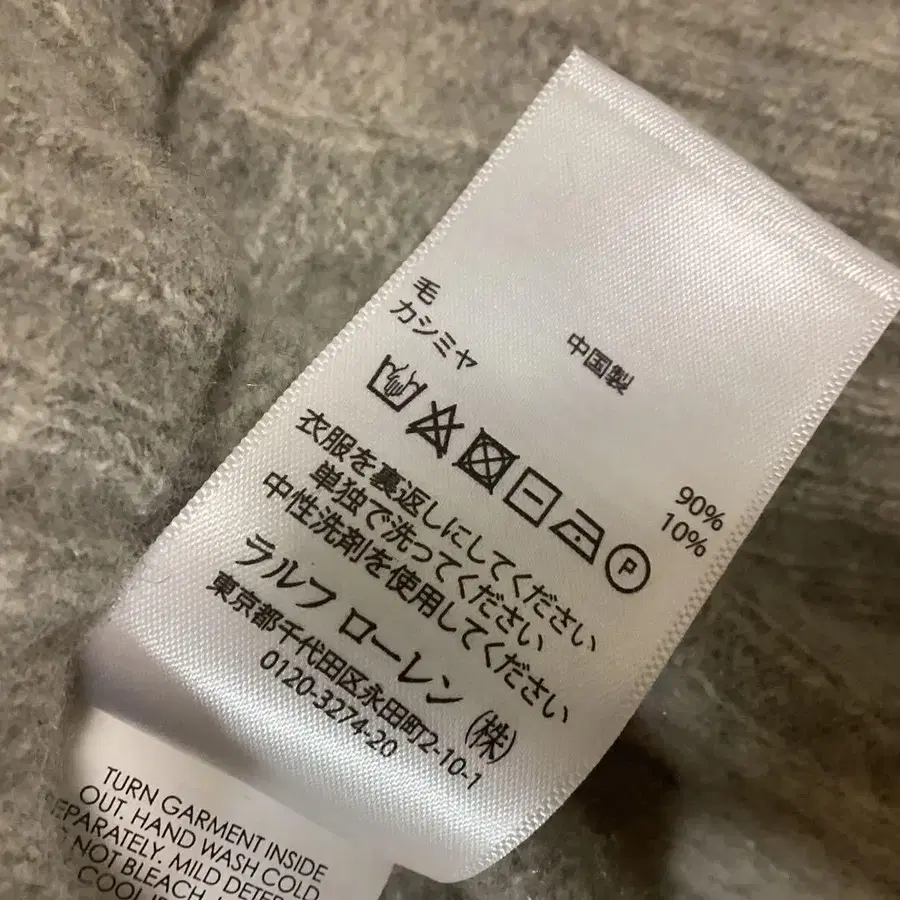 毛 90%
カシミヤ 10%
中国製
P
衣服を裏返しにしてください
単独で洗ってください
中性洗剤を使用してください
ラルフ ローレン (株)
東京都千代田区永田町2-10-1
0120-3274-20
TURN GARMENT INSIDE
OUT. HAND WASH COLD
SEPARATELY. MILD
NOT BLEACH.
COOL